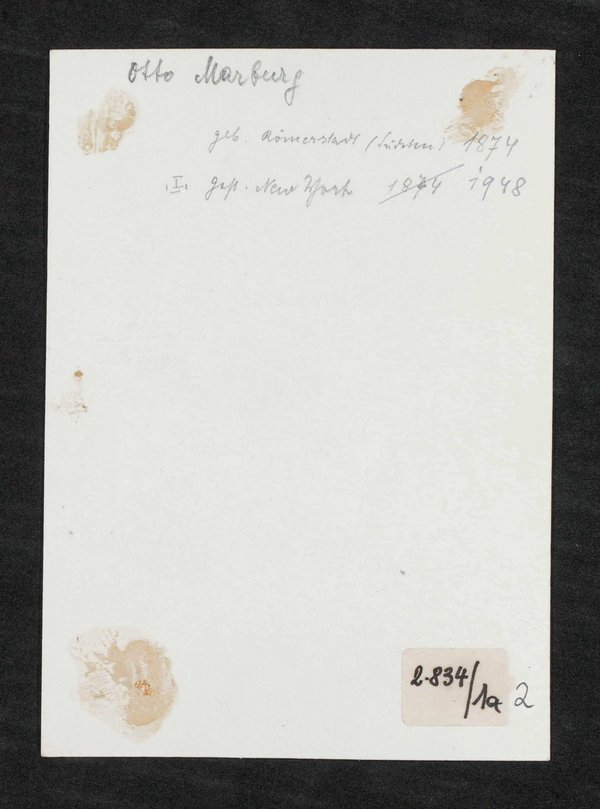 Otto Marburg
geb. Römerstadt (Sudeten) 1874
I. gest. New York 1874 1948
2.834/1a 2